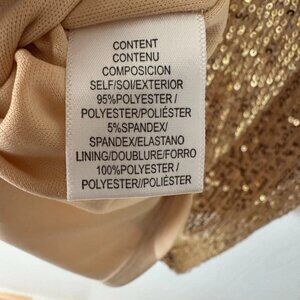 CONTENT
CONTENU
COMPOSICION
SELF/SOI/EXTERIOR
95%POLYESTER/
POLYESTER/POLIÉSTER
5%SPANDEX/
SPANDEX/ELASTANO
LINING/DOUBLURE/FORRO
100%POLYESTER/
POLYESTER//POLIÉSTER